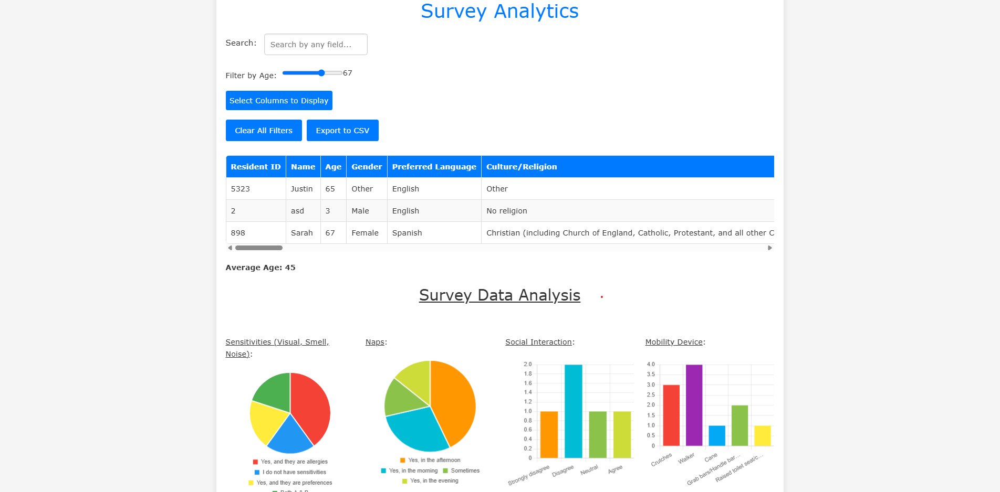 Survey Analytics
Search: Search by any field...
Filter by Age: 67
Select Columns to Display
Clear All Filters Export to CSV
Resident ID Name Age Gender Preferred Language Culture/Religion
5323 Justin 65 Other English Other
2 asd 3 Male English No religion
898 Sarah 67 Female Spanish Christian (including Church of England, Catholic, Protestant, and all other C
Average Age: 45
Survey Data Analysis
Sensitivities (Visual, Smell,
Noise):
Yes, and they are allergies
I do not have sensitivities
Yes, and they are preferences
Both A & B
Naps:
Yes, in the afternoon
Yes, in the morning Sometimes
Yes, in the evening
Social Interaction:
2.0
1.8
1.6
1.4
1.2
1.0
0.8
0.6
0.4
0.2
0
Strongly disagree Disagree Neutral Agree
Mobility Device:
4.0
3.5
3.0
2.5
2.0
1.5
1.0
0.5
0
Crutches Walker Cane Grab bars/Handle bar... Raised toilet seat/c...